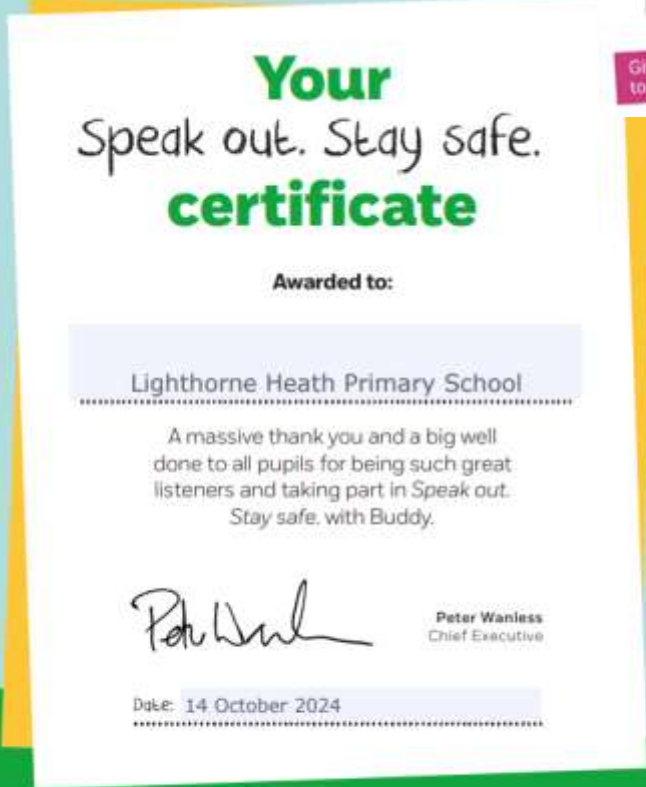 Your
Speak out. Stay safe.
certificate
Awarded to:
Lighthorne Heath Primary School
A massive thank you and a big well
done to all pupils for being such great
listeners and taking part in Speak out.
Stay safe. with Buddy.
Peter Wanless
Chief Executive
Date: 14 October 2024